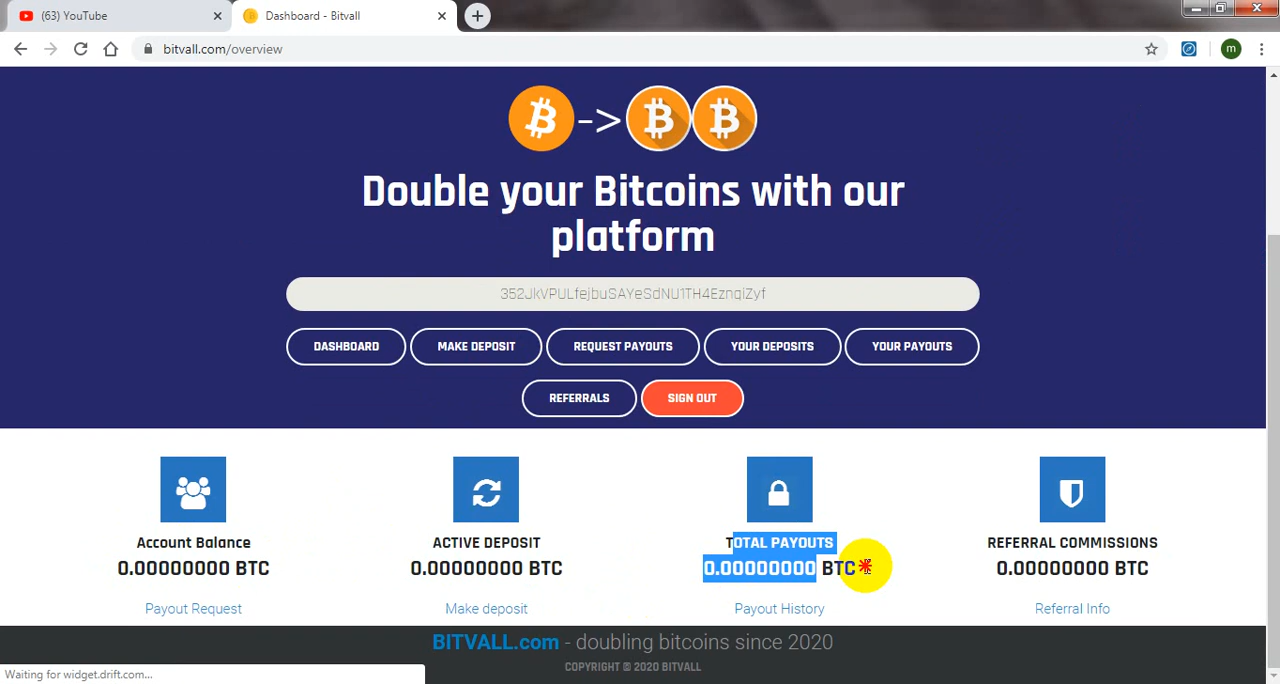 (63) YouTube
Dashboard - Bitvall
bitvall.com/overview
m
->
Double your Bitcoins with our
platform
352JkVPULfejbuSAYeSdNU1TH4EznqiZyf
DASHBOARD MAKE DEPOSIT REQUEST PAYOUTS YOUR DEPOSITS YOUR PAYOUTS
REFERRALS SIGN OUT
Account Balance ACTIVE DEPOSIT TOTAL PAYOUTS REFERRAL COMMISSIONS
0.00000000 BTC 0.00000000 BTC 0.00000000 BTC 0.00000000 BTC
Payout Request Make deposit Payout History Referral Info
BITVALL.com - doubling bitcoins since 2020
COPYRIGHT © 2020 BITVALL
Waiting for widget.drift.com...